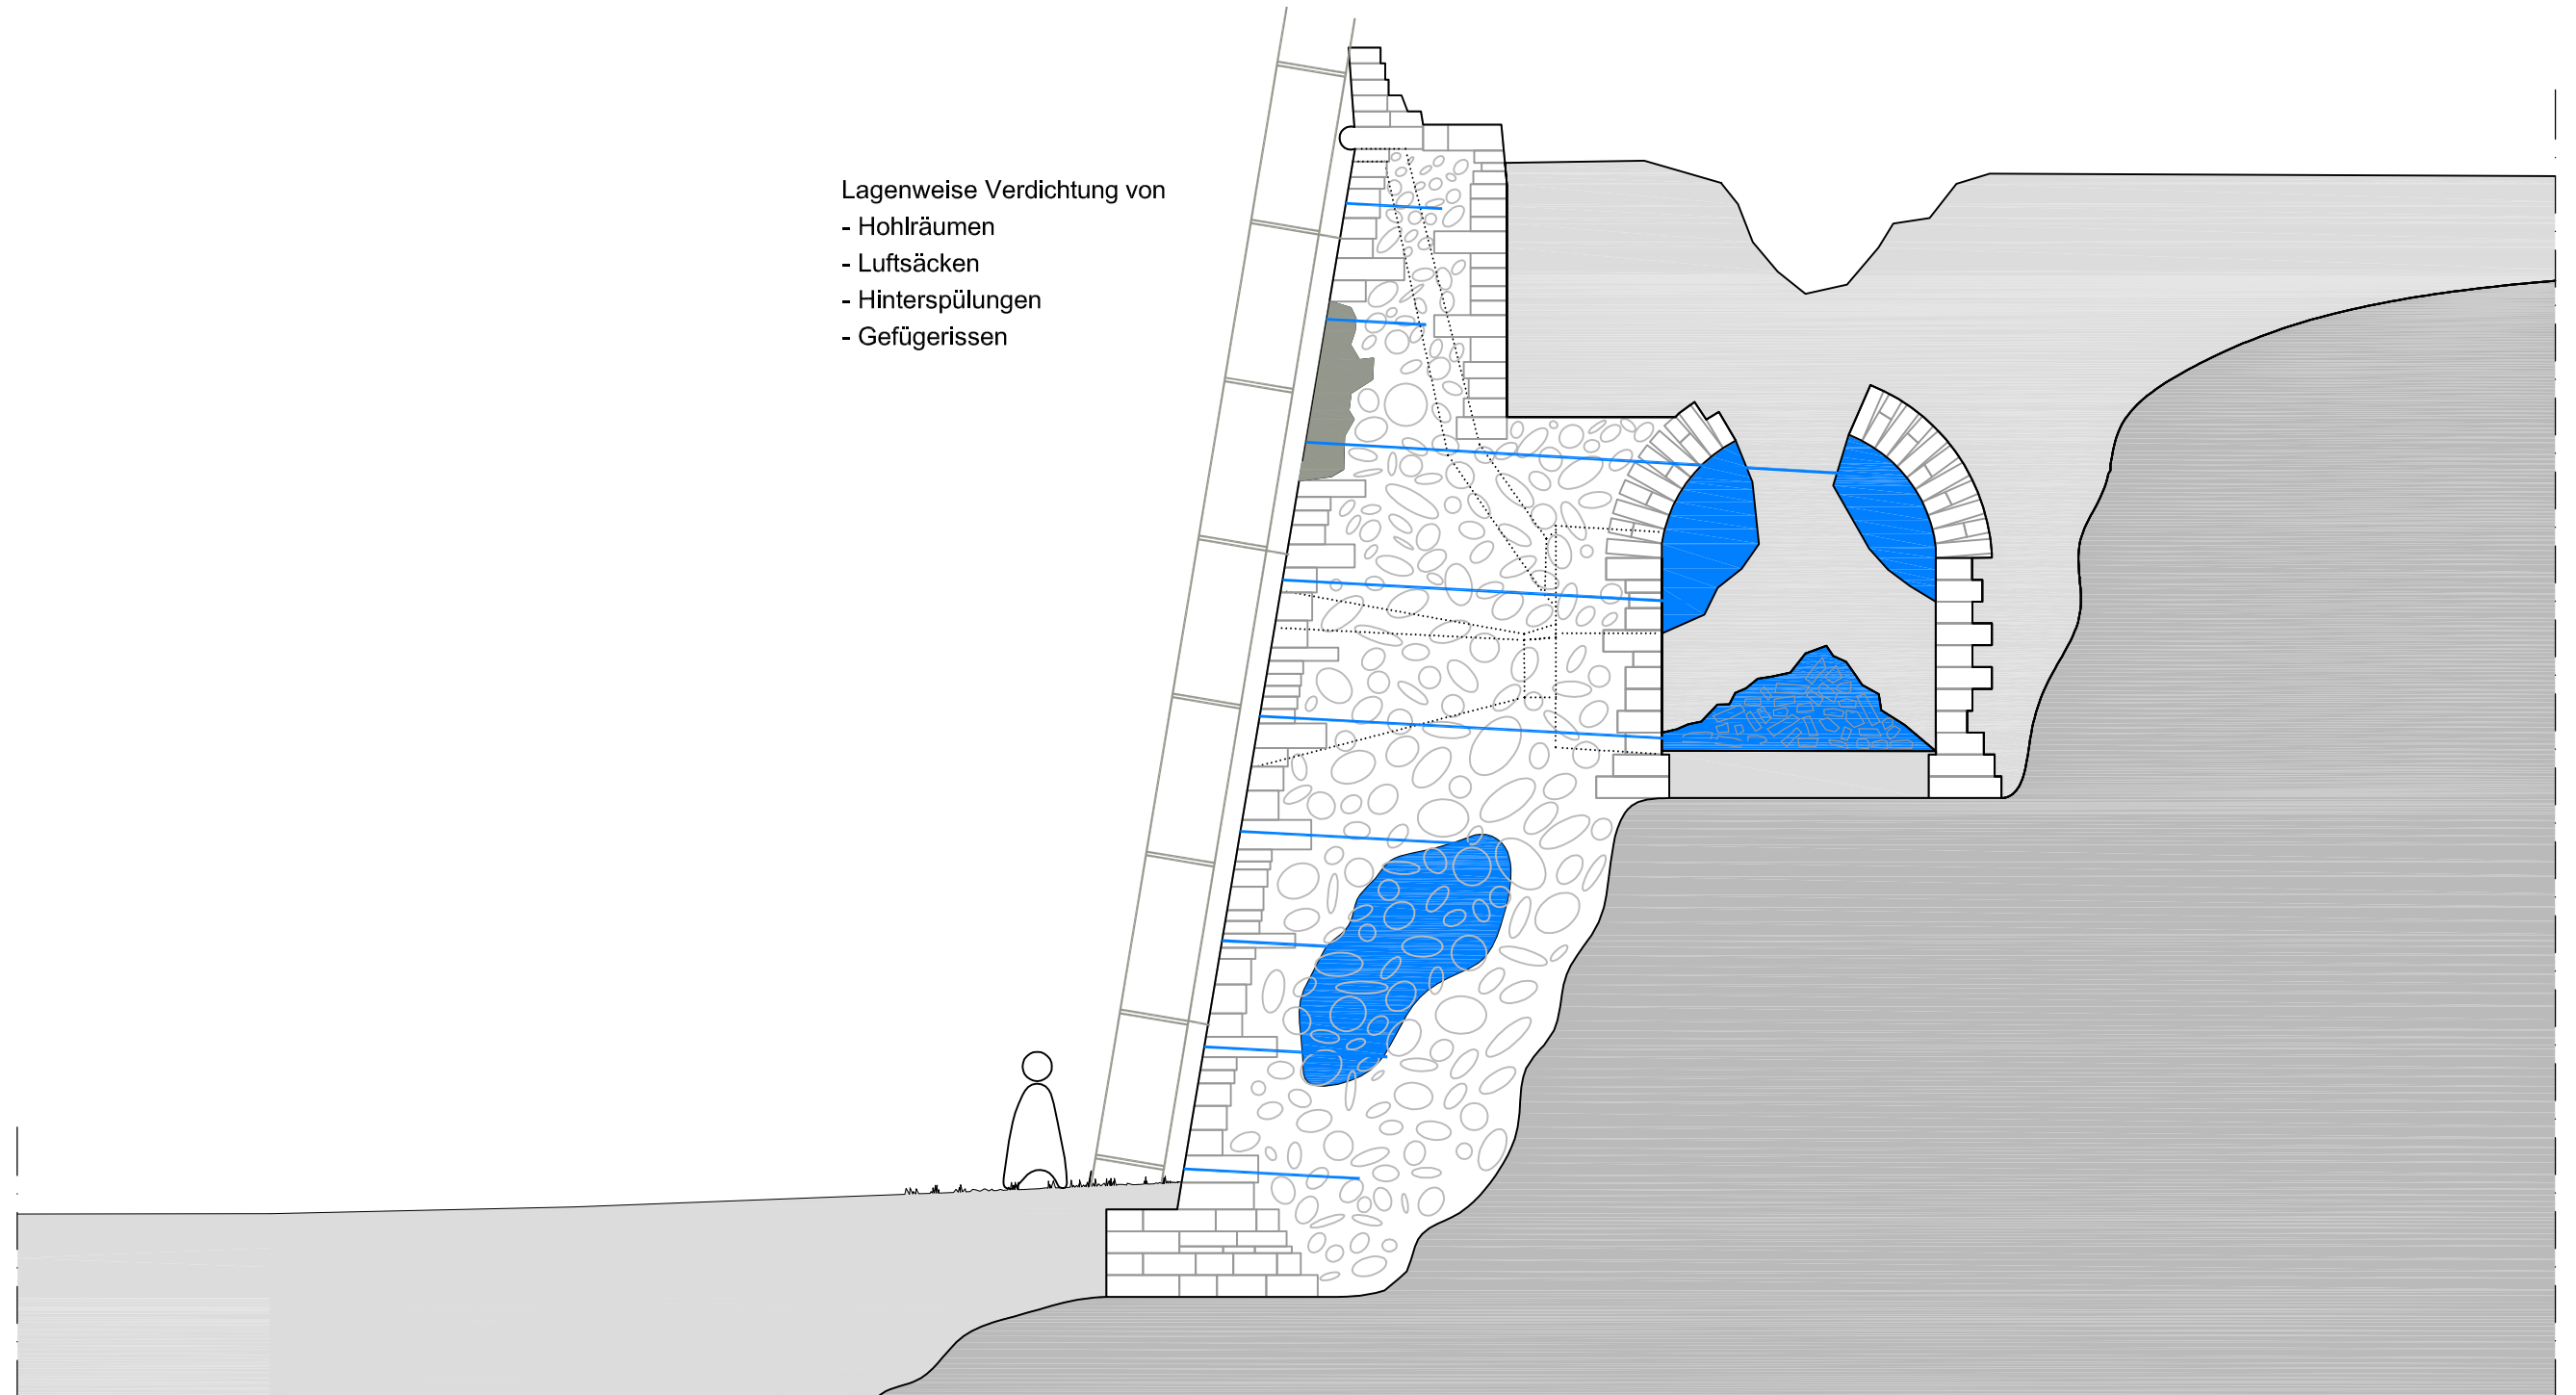 Lagenweise Verdichtung von
- Hohlräumen
- Luftsäcken
- Hinterspülungen
- Gefügerissen